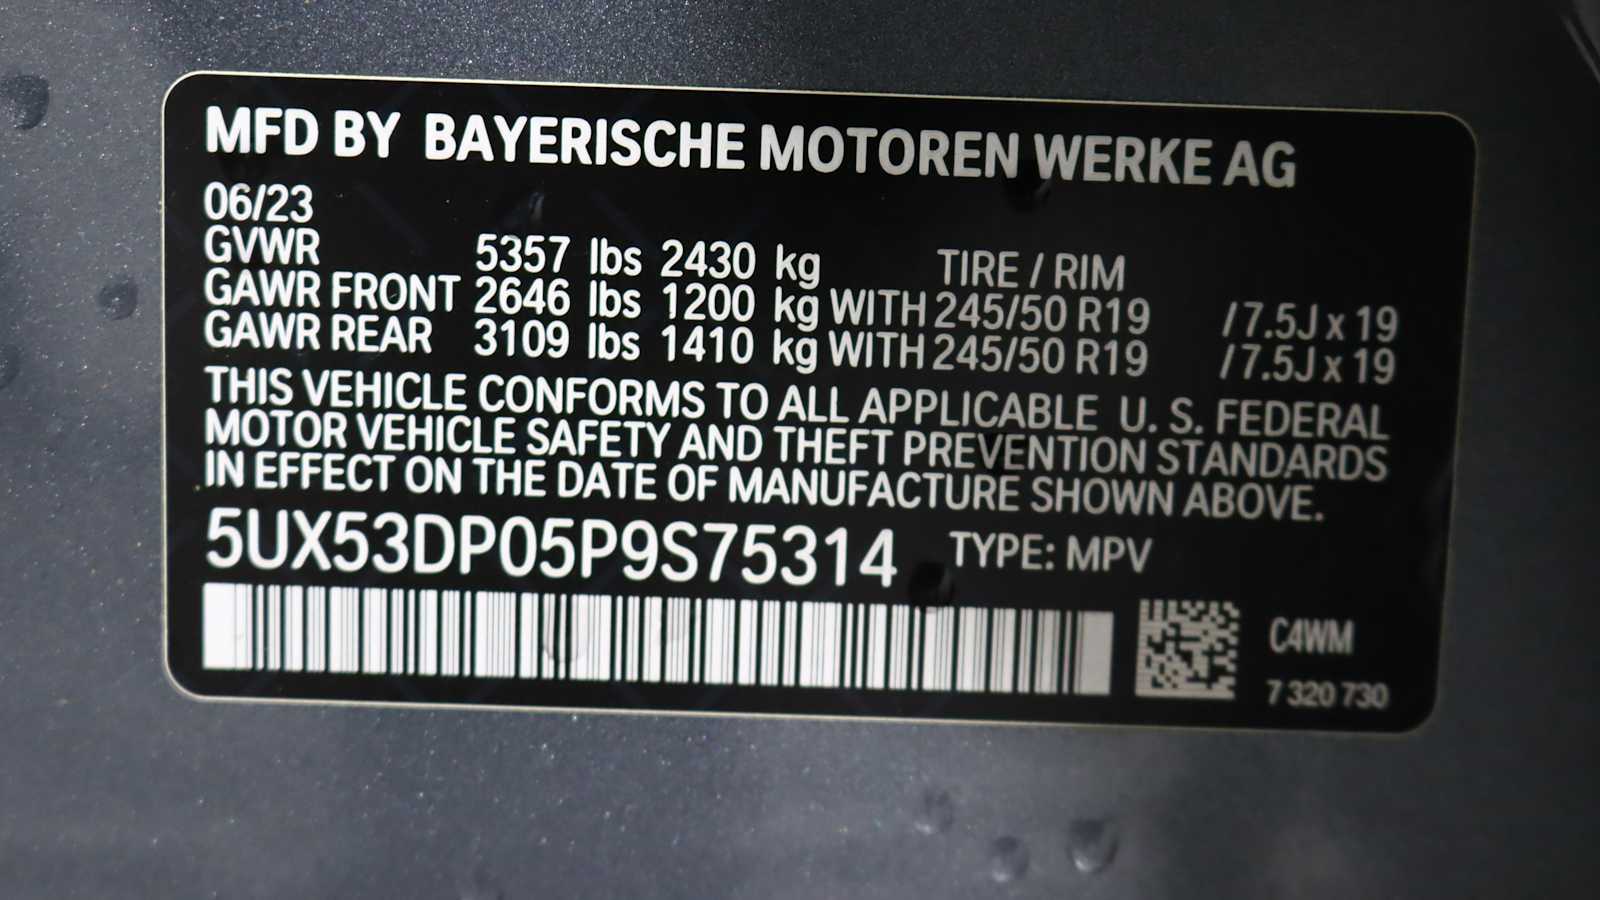 MFD BY BAYERISCHE MOTOREN WERKE AG
06/23
GVWR 5357 lbs 2430 kg TIRE / RIM
GAWR FRONT 2646 lbs 1200 kg WITH 245/50 R19 / 7.5J x 19
GAWR REAR 3109 lbs 1410 kg WITH 245/50 R19 / 7.5J x 19
THIS VEHICLE CONFORMS TO ALL APPLICABLE U. S. FEDERAL
MOTOR VEHICLE SAFETY AND THEFT PREVENTION STANDARDS
IN EFFECT ON THE DATE OF MANUFACTURE SHOWN ABOVE.
5UX53DP05P9S75314 TYPE: MPV
C4WM
7 320 730